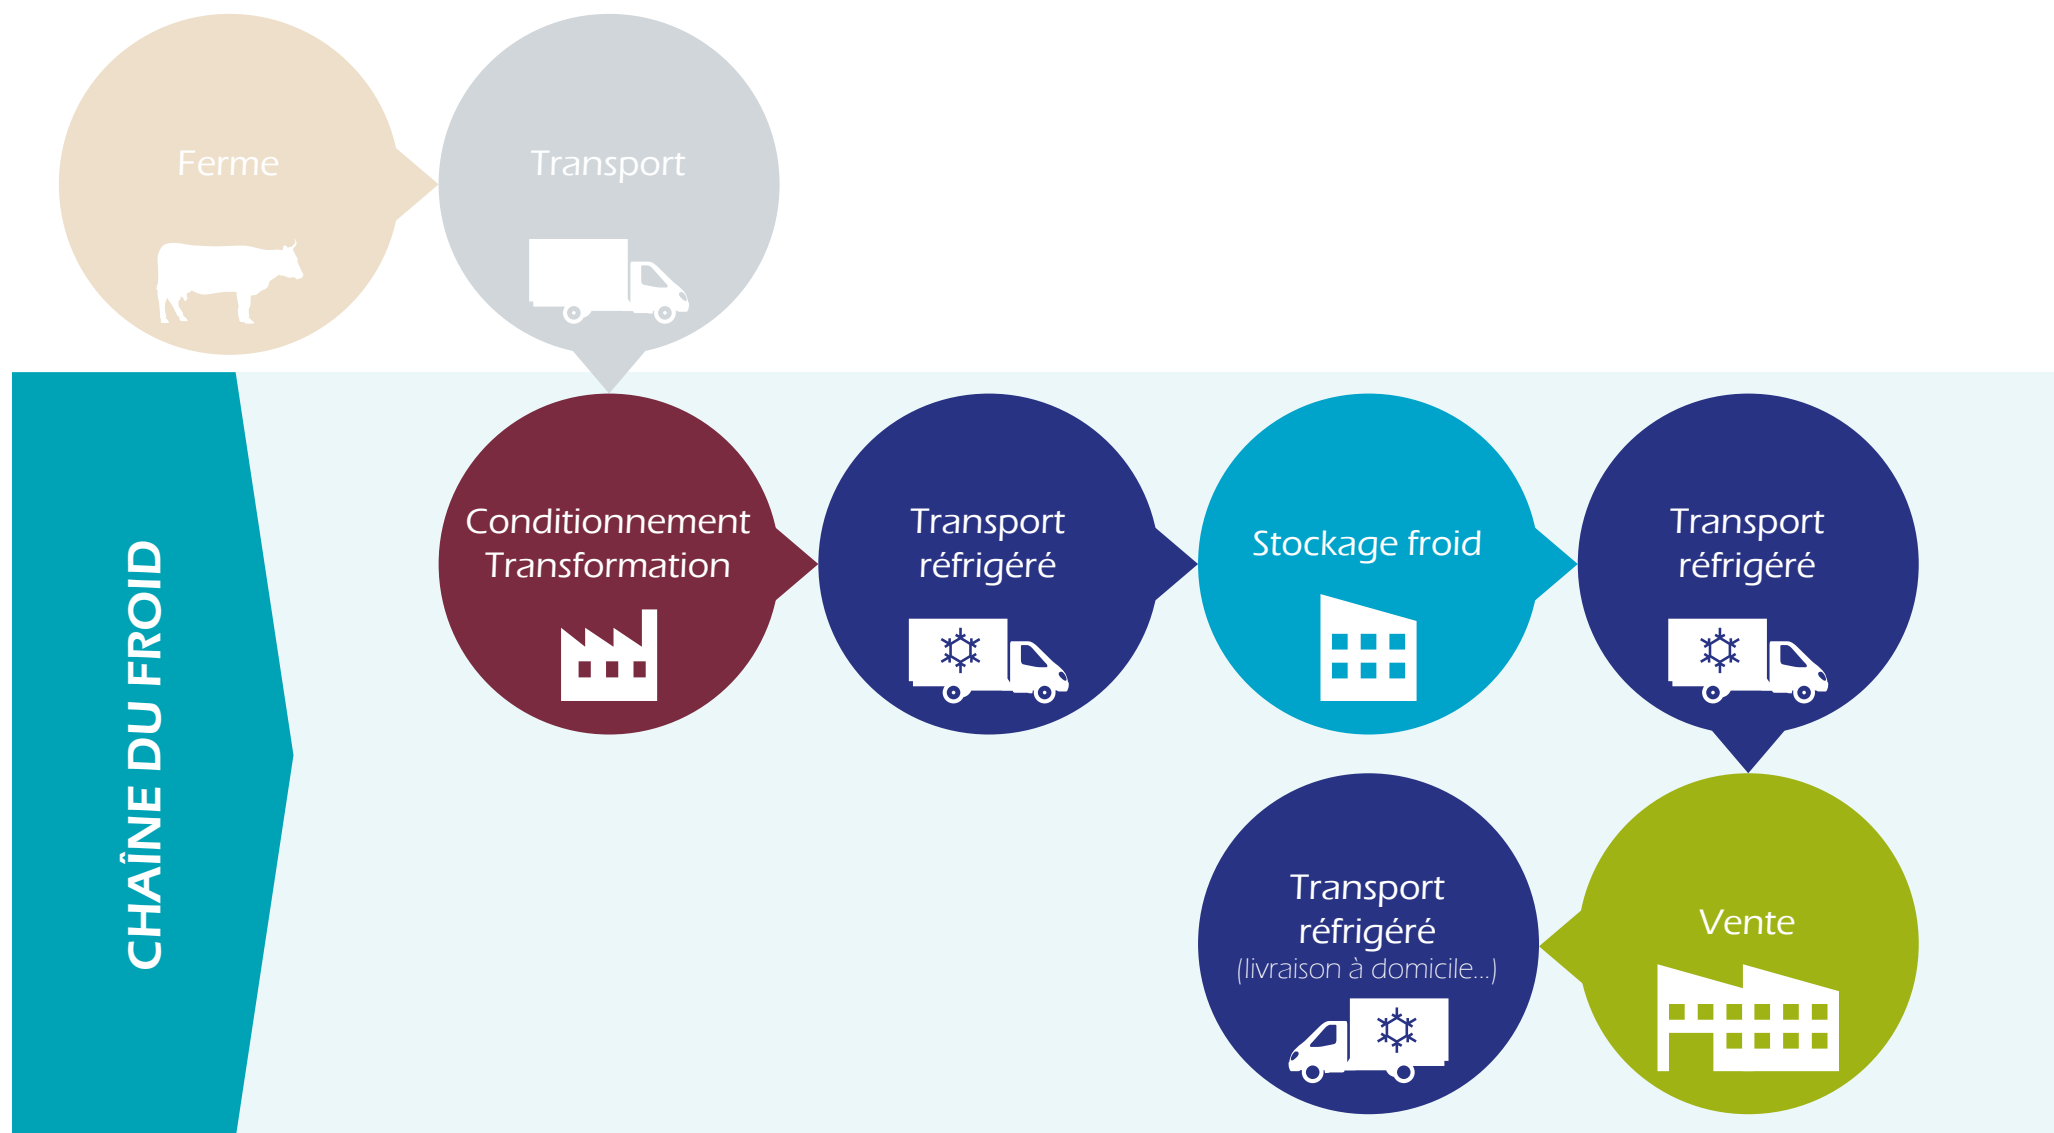 Ferme
Transport
CHAÎNE DU FROID
Conditionnement
Transformation
Transport
réfrigéré
Stockage froid
Transport
réfrigéré
Transport
réfrigéré
(livraison à domicile...)
Vente